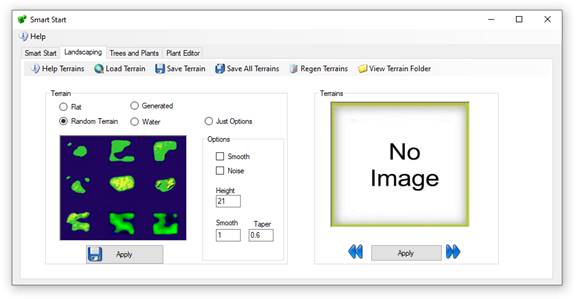 Smart Start
Help
Smart Start Landscaping Trees and Plants Plant Editor
Help Terrains Load Terrain Save Terrain Save All Terrains Regen Terrains View Terrain Folder
Terrain
Flat Generated
Random Terrain Water Just Options
Options
Smooth
Noise
Height
21
Smooth Taper
1 0.6
Apply
Terrains
No
Image
Apply